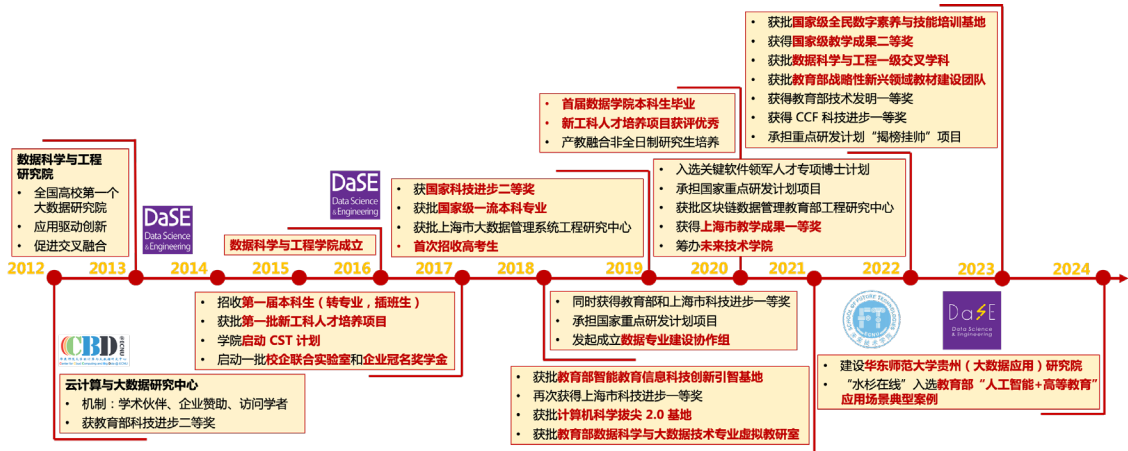 数据科学与工程
研究院
• 全国高校第一个
大数据研究院
• 应用驱动创新
• 促进交叉融合
DaSE
Data Science
& Engineering
DaSE
Data Science
& Engineering
数据科学与工程学院成立
• 获国家科技进步二等奖
• 获批国家级一流本科专业
• 获批上海市大数据管理系统工程研究中心
• 首次招收高考生
• 首届数据学院本科生毕业
• 新工科人才培养项目获评优秀
• 产教融合非全日制研究生培养
• 入选关键软件领军人才专项博士计划
• 承担国家重点研发计划项目
• 获批区块链数据管理教育部工程研究中心
• 获得上海市教学成果一等奖
• 筹办未来技术学院
• 获批国家级全民数字素养与技能培训基地
• 获得国家级教学成果二等奖
• 获批数据科学与工程一级交叉学科
• 获批教育部战略性新兴领域教材建设团队
• 获得教育部技术发明一等奖
• 获得 CCF 科技进步一等奖
• 承担重点研发计划“揭榜挂帅”项目
2012 2013 2014 2015 2016 2017 2018 2019 2020 2021 2022 2023 2024
CBD
ECNU
云计算与大数据研究中心
• 机制：学术伙伴、企业赞助、访问学者
• 获教育部科技进步二等奖
• 招收第一届本科生（转专业，插班生）
• 获批第一批新工科人才培养项目
• 学院启动 CST 计划
• 启动一批校企联合实验室和企业冠名奖学金
• 同时获得教育部和上海市科技进步一等奖
• 承担国家重点研发计划项目
• 发起成立数据专业建设协作组
• 获批教育部智能教育信息科技创新引智基地
• 再次获得上海市科技进步一等奖
• 获批计算机科学拔尖 2.0 基地
• 获批教育部数据科学与大数据技术专业虚拟教研室
FT
DaSE
Data Science
& Engineering
• 建设华东师范大学贵州（大数据应用）研究院
• “水杉在线”入选教育部“人工智能+高等教育”
应用场景典型案例